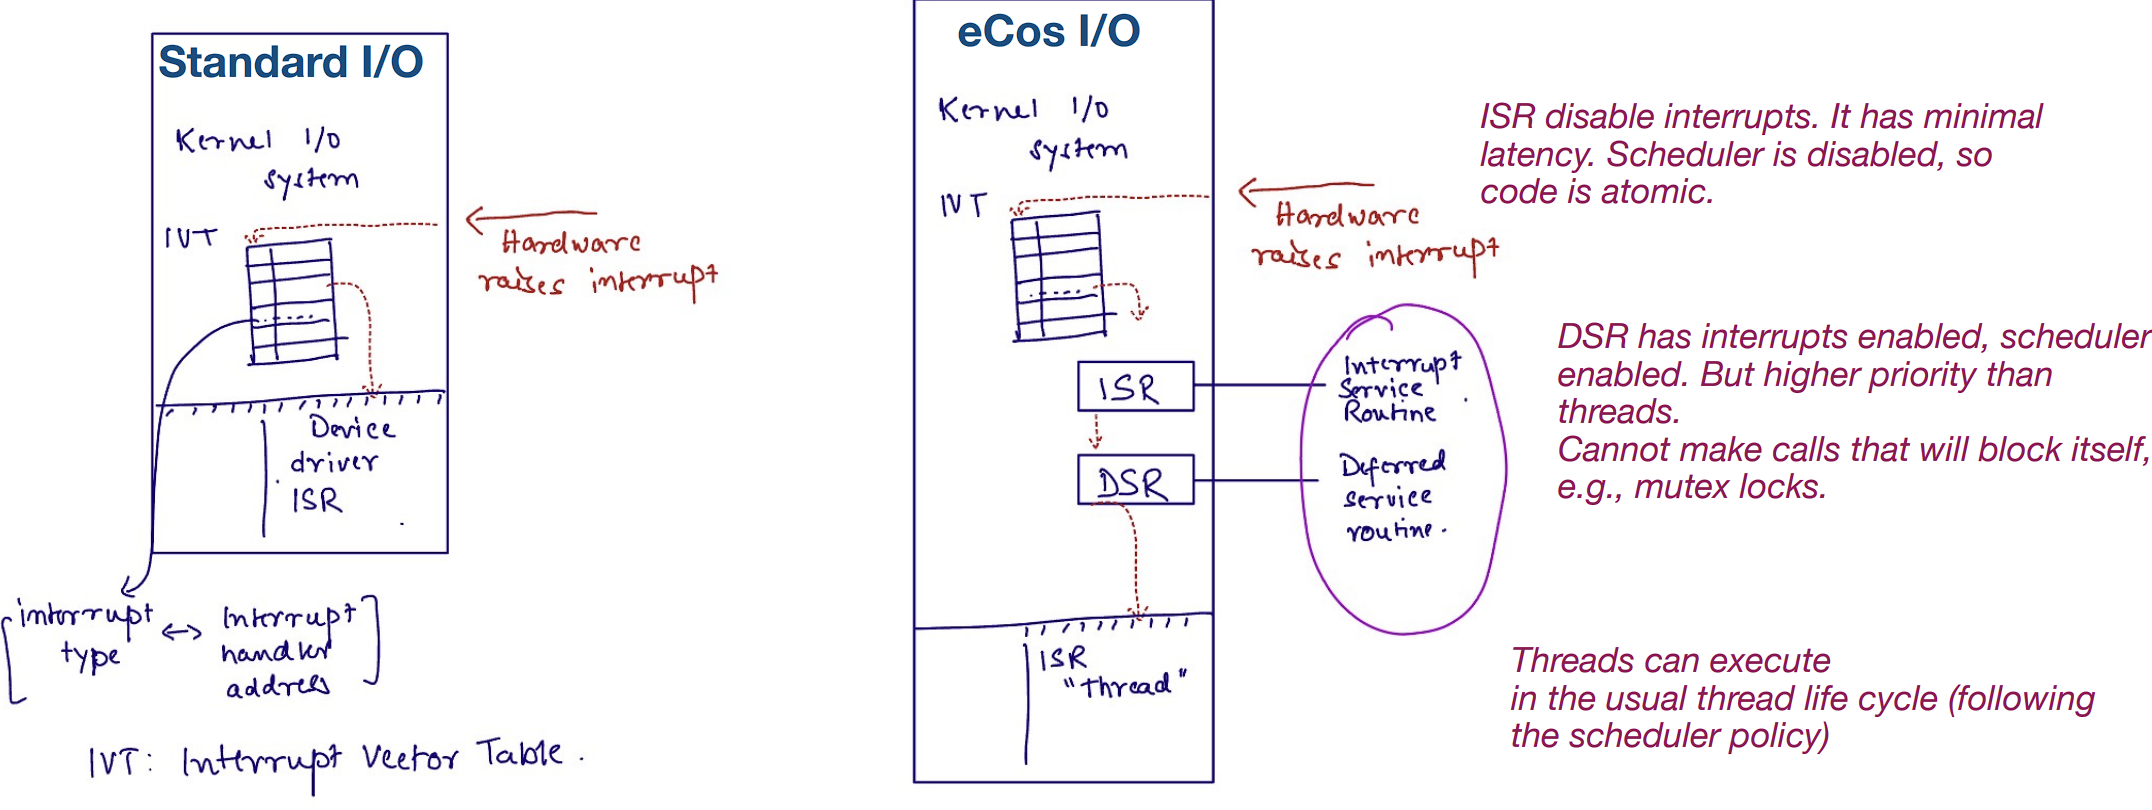 Standard I/O
Kernel I/O
system
IVT
Hardware
raises interrupt
Device
driver
ISR
interrupt
type
↔
Interrupt
handler
address
IVT: Interrupt Vector Table.
eCos I/O
Kernel I/O
system
IVT
Hardware
raises interrupt
ISR
DSR
Interrupt
Service
Routine
Deferred
service
routine.
ISR
"thread"
ISR disable interrupts. It has minimal
latency. Scheduler is disabled, so
code is atomic.
DSR has interrupts enabled, scheduler
enabled. But higher priority than
threads.
Cannot make calls that will block itself,
e.g., mutex locks.
Threads can execute
in the usual thread life cycle (following
the scheduler policy)